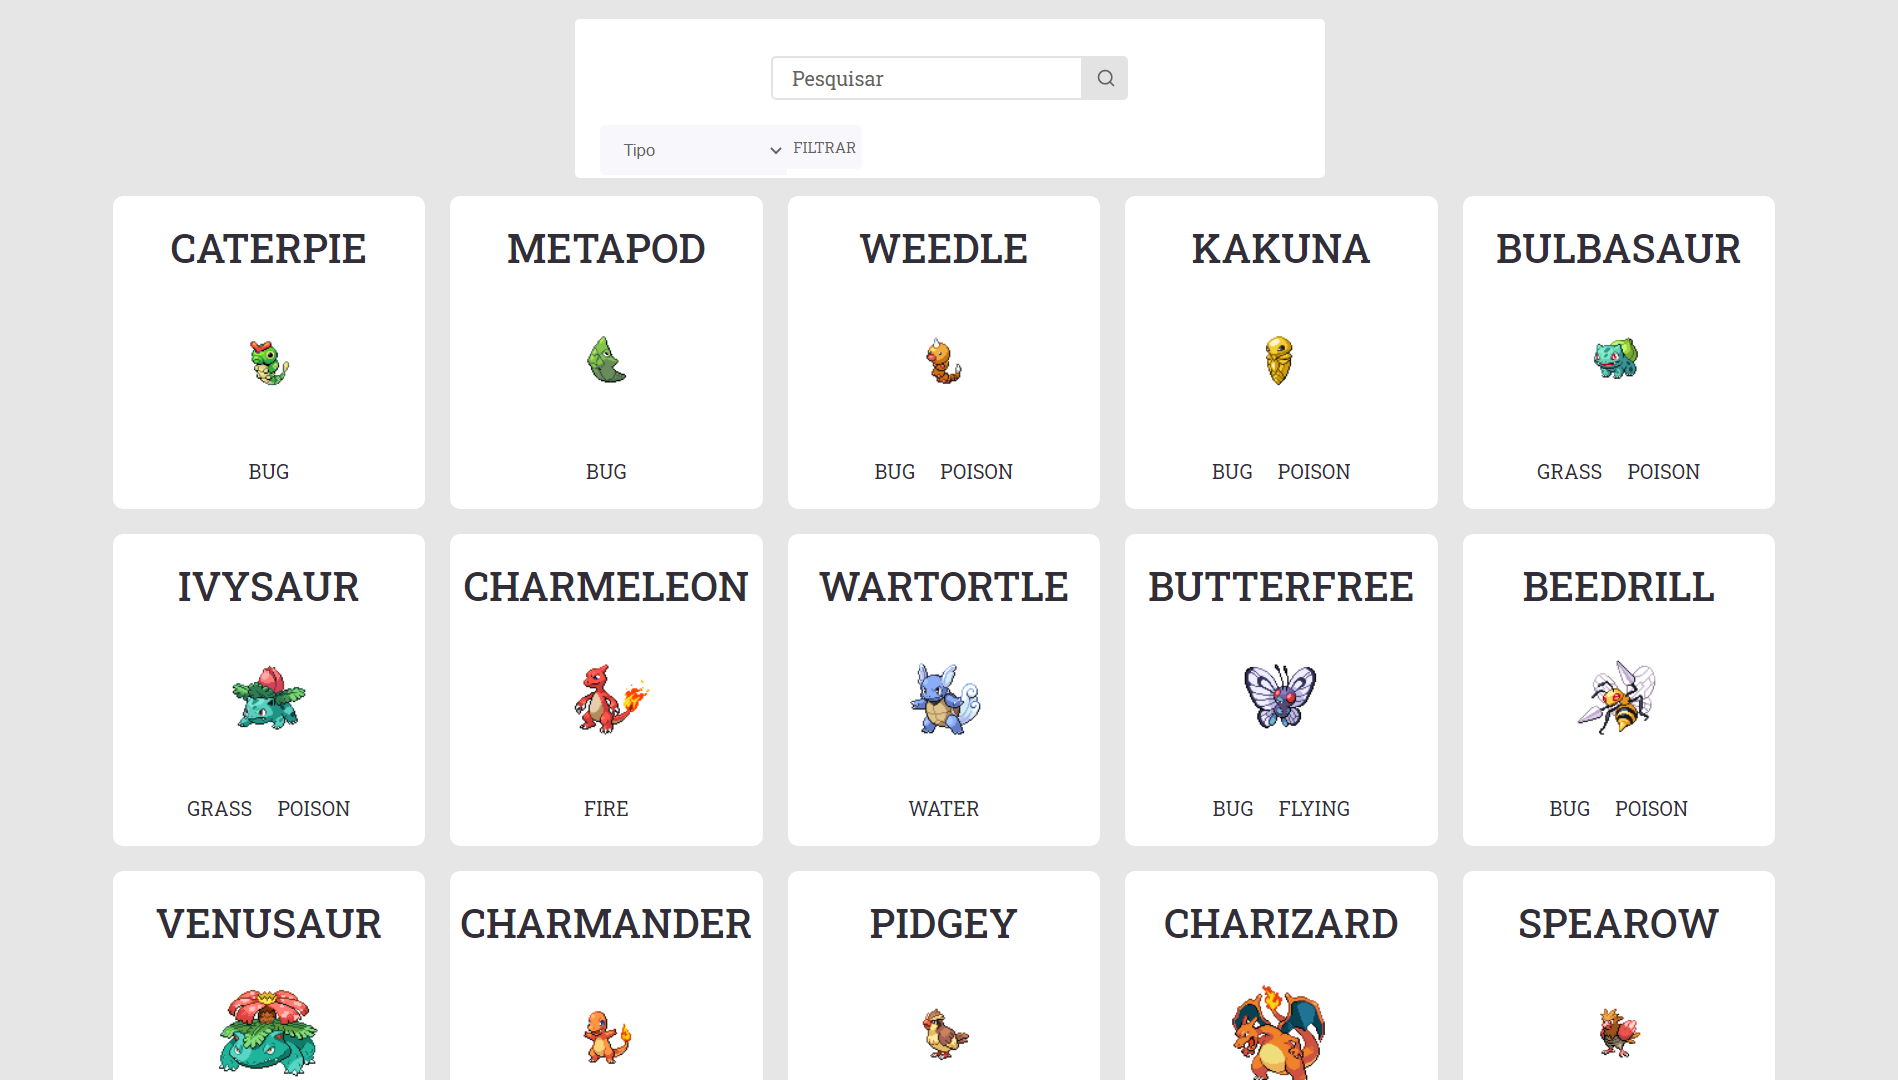 Pesquisar
Tipo FILTRAR
CATERPIE METAPOD WEEDLE KAKUNA BULBASAUR
BUG BUG BUG POISON BUG POISON GRASS POISON
IVYSAUR CHARMELEON WARTORTLE BUTTERFREE BEEDRILL
GRASS POISON FIRE WATER BUG FLYING BUG POISON
VENUSAUR CHARMANDER PIDGEY CHARIZARD SPEAROW